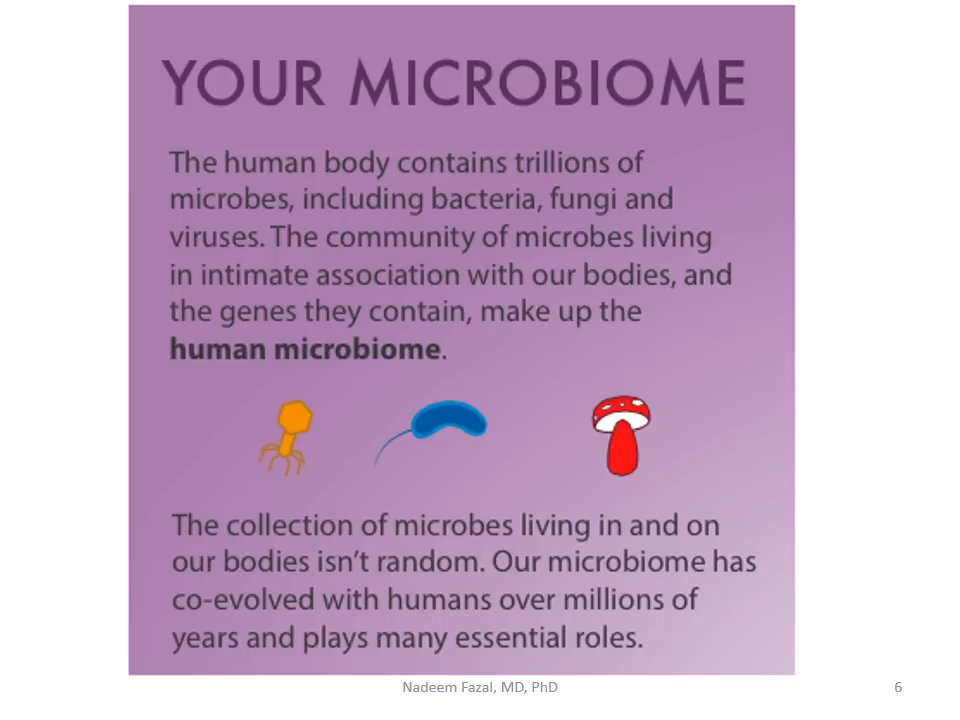 YOUR MICROBIOME
The human body contains trillions of
microbes, including bacteria, fungi and
viruses. The community of microbes living
in intimate association with our bodies, and
the genes they contain, make up the
human microbiome.
The collection of microbes living in and on
our bodies isn’t random. Our microbiome has
co-evolved with humans over millions of
years and plays many essential roles.
Nadeem Fazal, MD, PhD
6